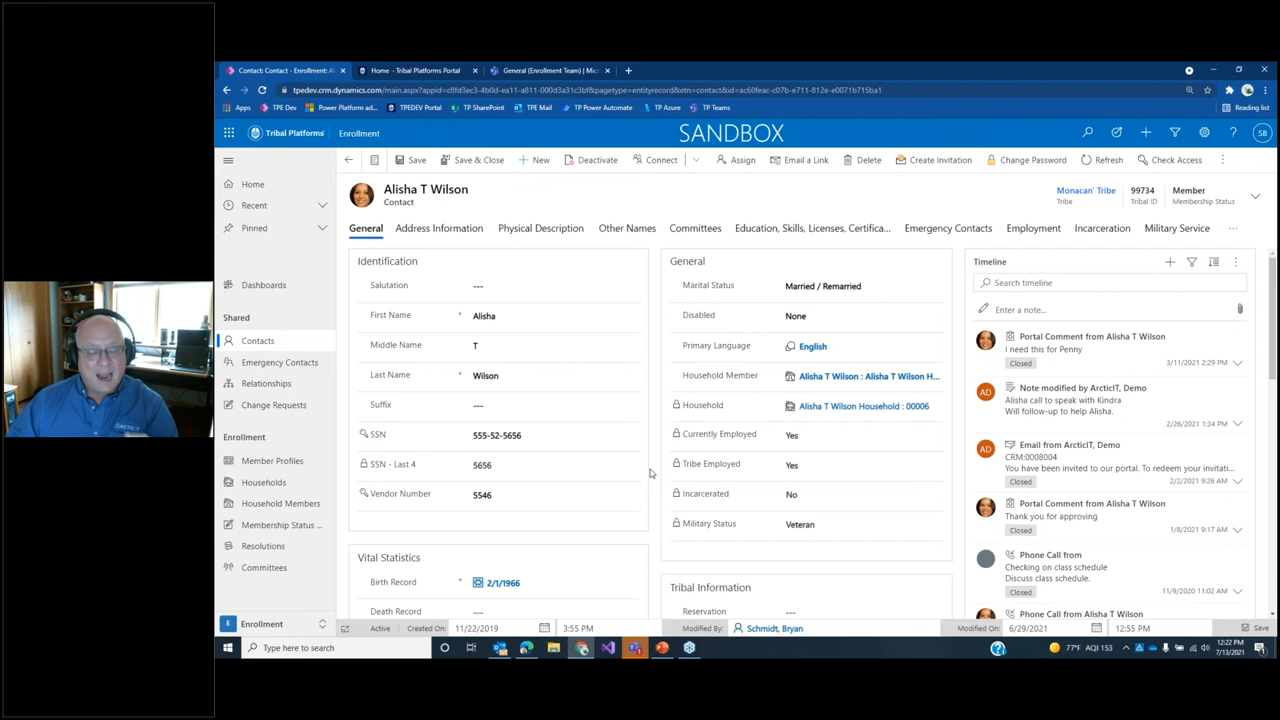 Contact: Contact - Enrollment: A
Home - Tribal Platforms Portal
General (Enrollment Team) | Mic
tpedev.crm.dynamics.com/main.aspx?appid=c8fd3ec3-4b0d-ea11-a811-000d3a31c3bf&pagetype=entityrecord&etn=contact&id=ac60feac-c07b-e711-812e-e0071b715ba1
Apps
TPE Dev
Power Platform ad...
TPEDEV Portal
TP SharePoint
TPE Mail
TP Power Automate
TP Azure
TP Teams
Reading list
Tribal Platforms
Enrollment
SANDBOX
SB
Save
Save & Close
New
Deactivate
Connect
Assign
Email a Link
Delete
Create Invitation
Change Password
Refresh
Check Access
Home
Recent
Pinned
Dashboards
Shared
Contacts
Emergency Contacts
Relationships
Change Requests
Enrollment
Member Profiles
Households
Household Members
Membership Status ...
Resolutions
Committees
Enrollment
Alisha T Wilson
Contact
Monacan' Tribe
Tribe
99734
Tribal ID
Member
Membership Status
General
Address Information
Physical Description
Other Names
Committees
Education, Skills, Licenses, Certifica...
Emergency Contacts
Employment
Incarceration
Military Service
...
Identification
Salutation ---
First Name * Alisha
Middle Name T
Last Name * Wilson
Suffix ---
SSN 555-52-5656
SSN - Last 4 5656
Vendor Number 5546
Vital Statistics
Birth Record * 2/1/1966
Death Record ---
General
Marital Status Married / Remarried
Disabled None
Primary Language English
Household Member Alisha T Wilson : Alisha T Wilson H...
Household Alisha T Wilson Household : 00006
Currently Employed Yes
Tribe Employed Yes
Incarcerated No
Military Status Veteran
Tribal Information
Reservation ---
Timeline
Search timeline
Enter a note...
Portal Comment from Alisha T Wilson
I need this for Penny
Closed
3/11/2021 2:29 PM
AD
Note modified by ArcticIT, Demo
Alisha call to speak with Kindra
Will follow-up to help Alisha.
2/26/2021 1:34 PM
AD
Email from ArcticIT, Demo
CRM:0008004
You have been invited to our portal. To redeem your invitati...
Closed
2/2/2021 9:26 AM
Portal Comment from Alisha T Wilson
Thank you for approving
Closed
1/8/2021 9:17 AM
Phone Call from
Checking on class schedule
Discuss class schedule.
Closed
11/9/2020 11:02 AM
Phone Call from Alisha T Wilson
Active
Created On: 11/22/2019 3:55 PM
Modified By: Schmidt, Bryan
Modified On: 6/29/2021 12:55 PM
Save
Type here to search
77°F AQI 153
12:22 PM
7/13/2021